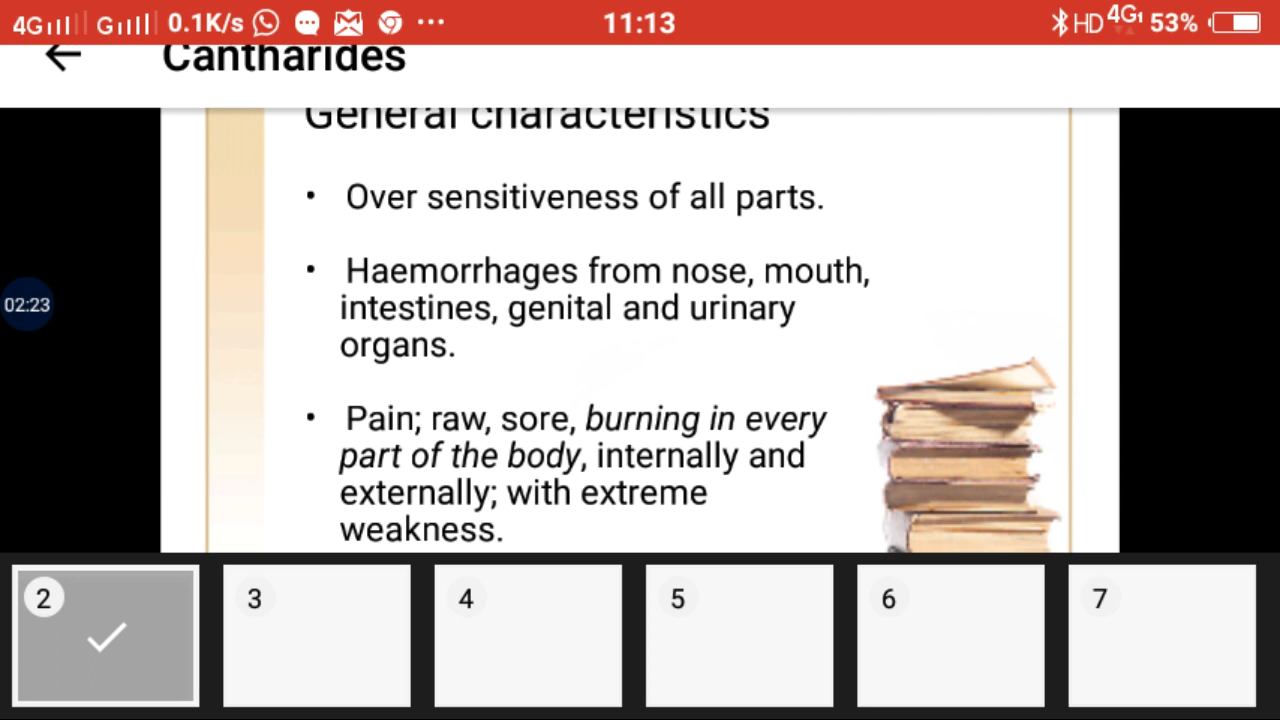 4G G 0.1K/s 11:13 HD 4G 53%
Cantharides
General characteristics
• Over sensitiveness of all parts.
• Haemorrhages from nose, mouth,
intestines, genital and urinary
organs.
02:23
• Pain; raw, sore, burning in every
part of the body, internally and
externally; with extreme
weakness.
2 3 4 5 6 7